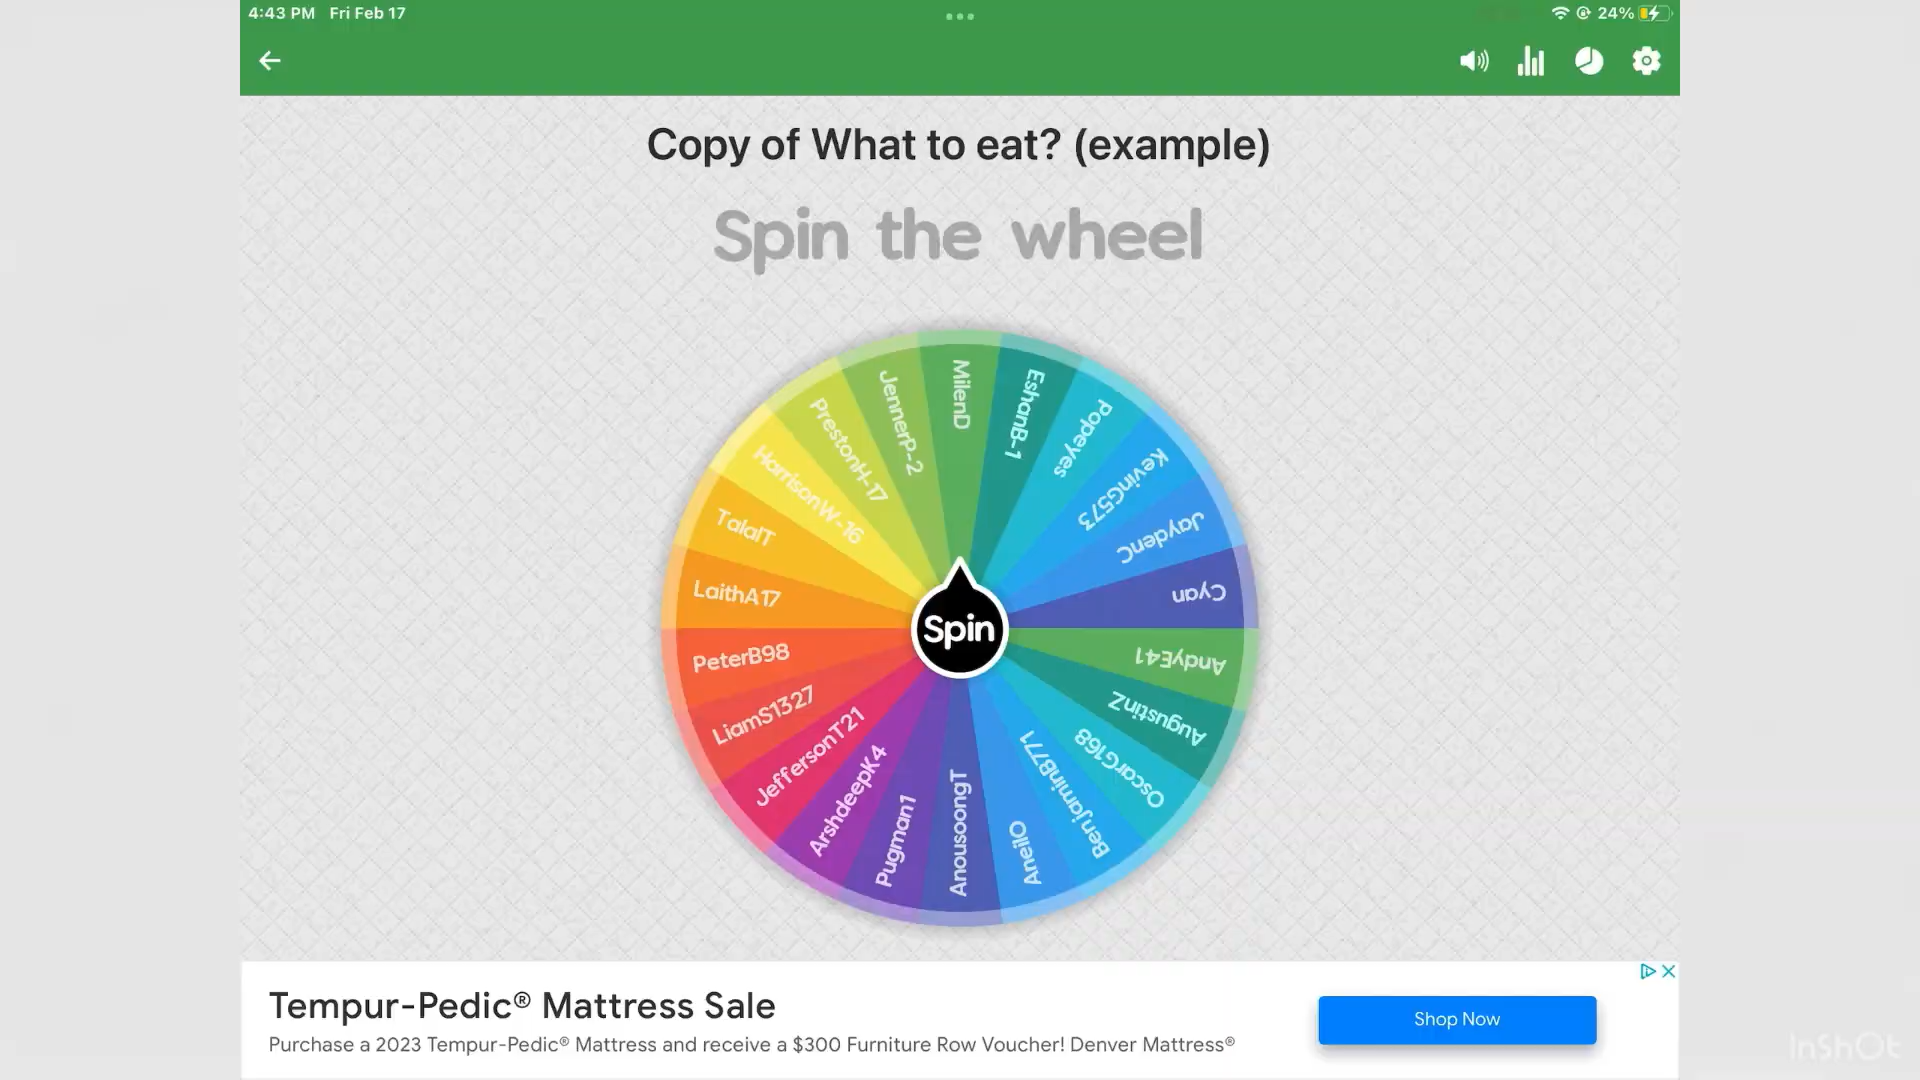 4:43 PM Fri Feb 17
24%
Copy of What to eat? (example)
Spin the wheel
MilenD
EshanB-1
Popeyes
KevinG573
JaydenC
Cyan
AndyE41
AugustinZ
OscarG168
BenjaminB771
AneilO
AnousoongT
Pugman1
ArshdeepK4
JeffersonT21
LiamS1327
PeterB98
LaithA17
TalalT
HarrisonW-16
PrestonH-17
JennerP-2
Spin
Tempur-Pedic® Mattress Sale
Purchase a 2023 Tempur-Pedic® Mattress and receive a $300 Furniture Row Voucher! Denver Mattress®
Shop Now
InShOt